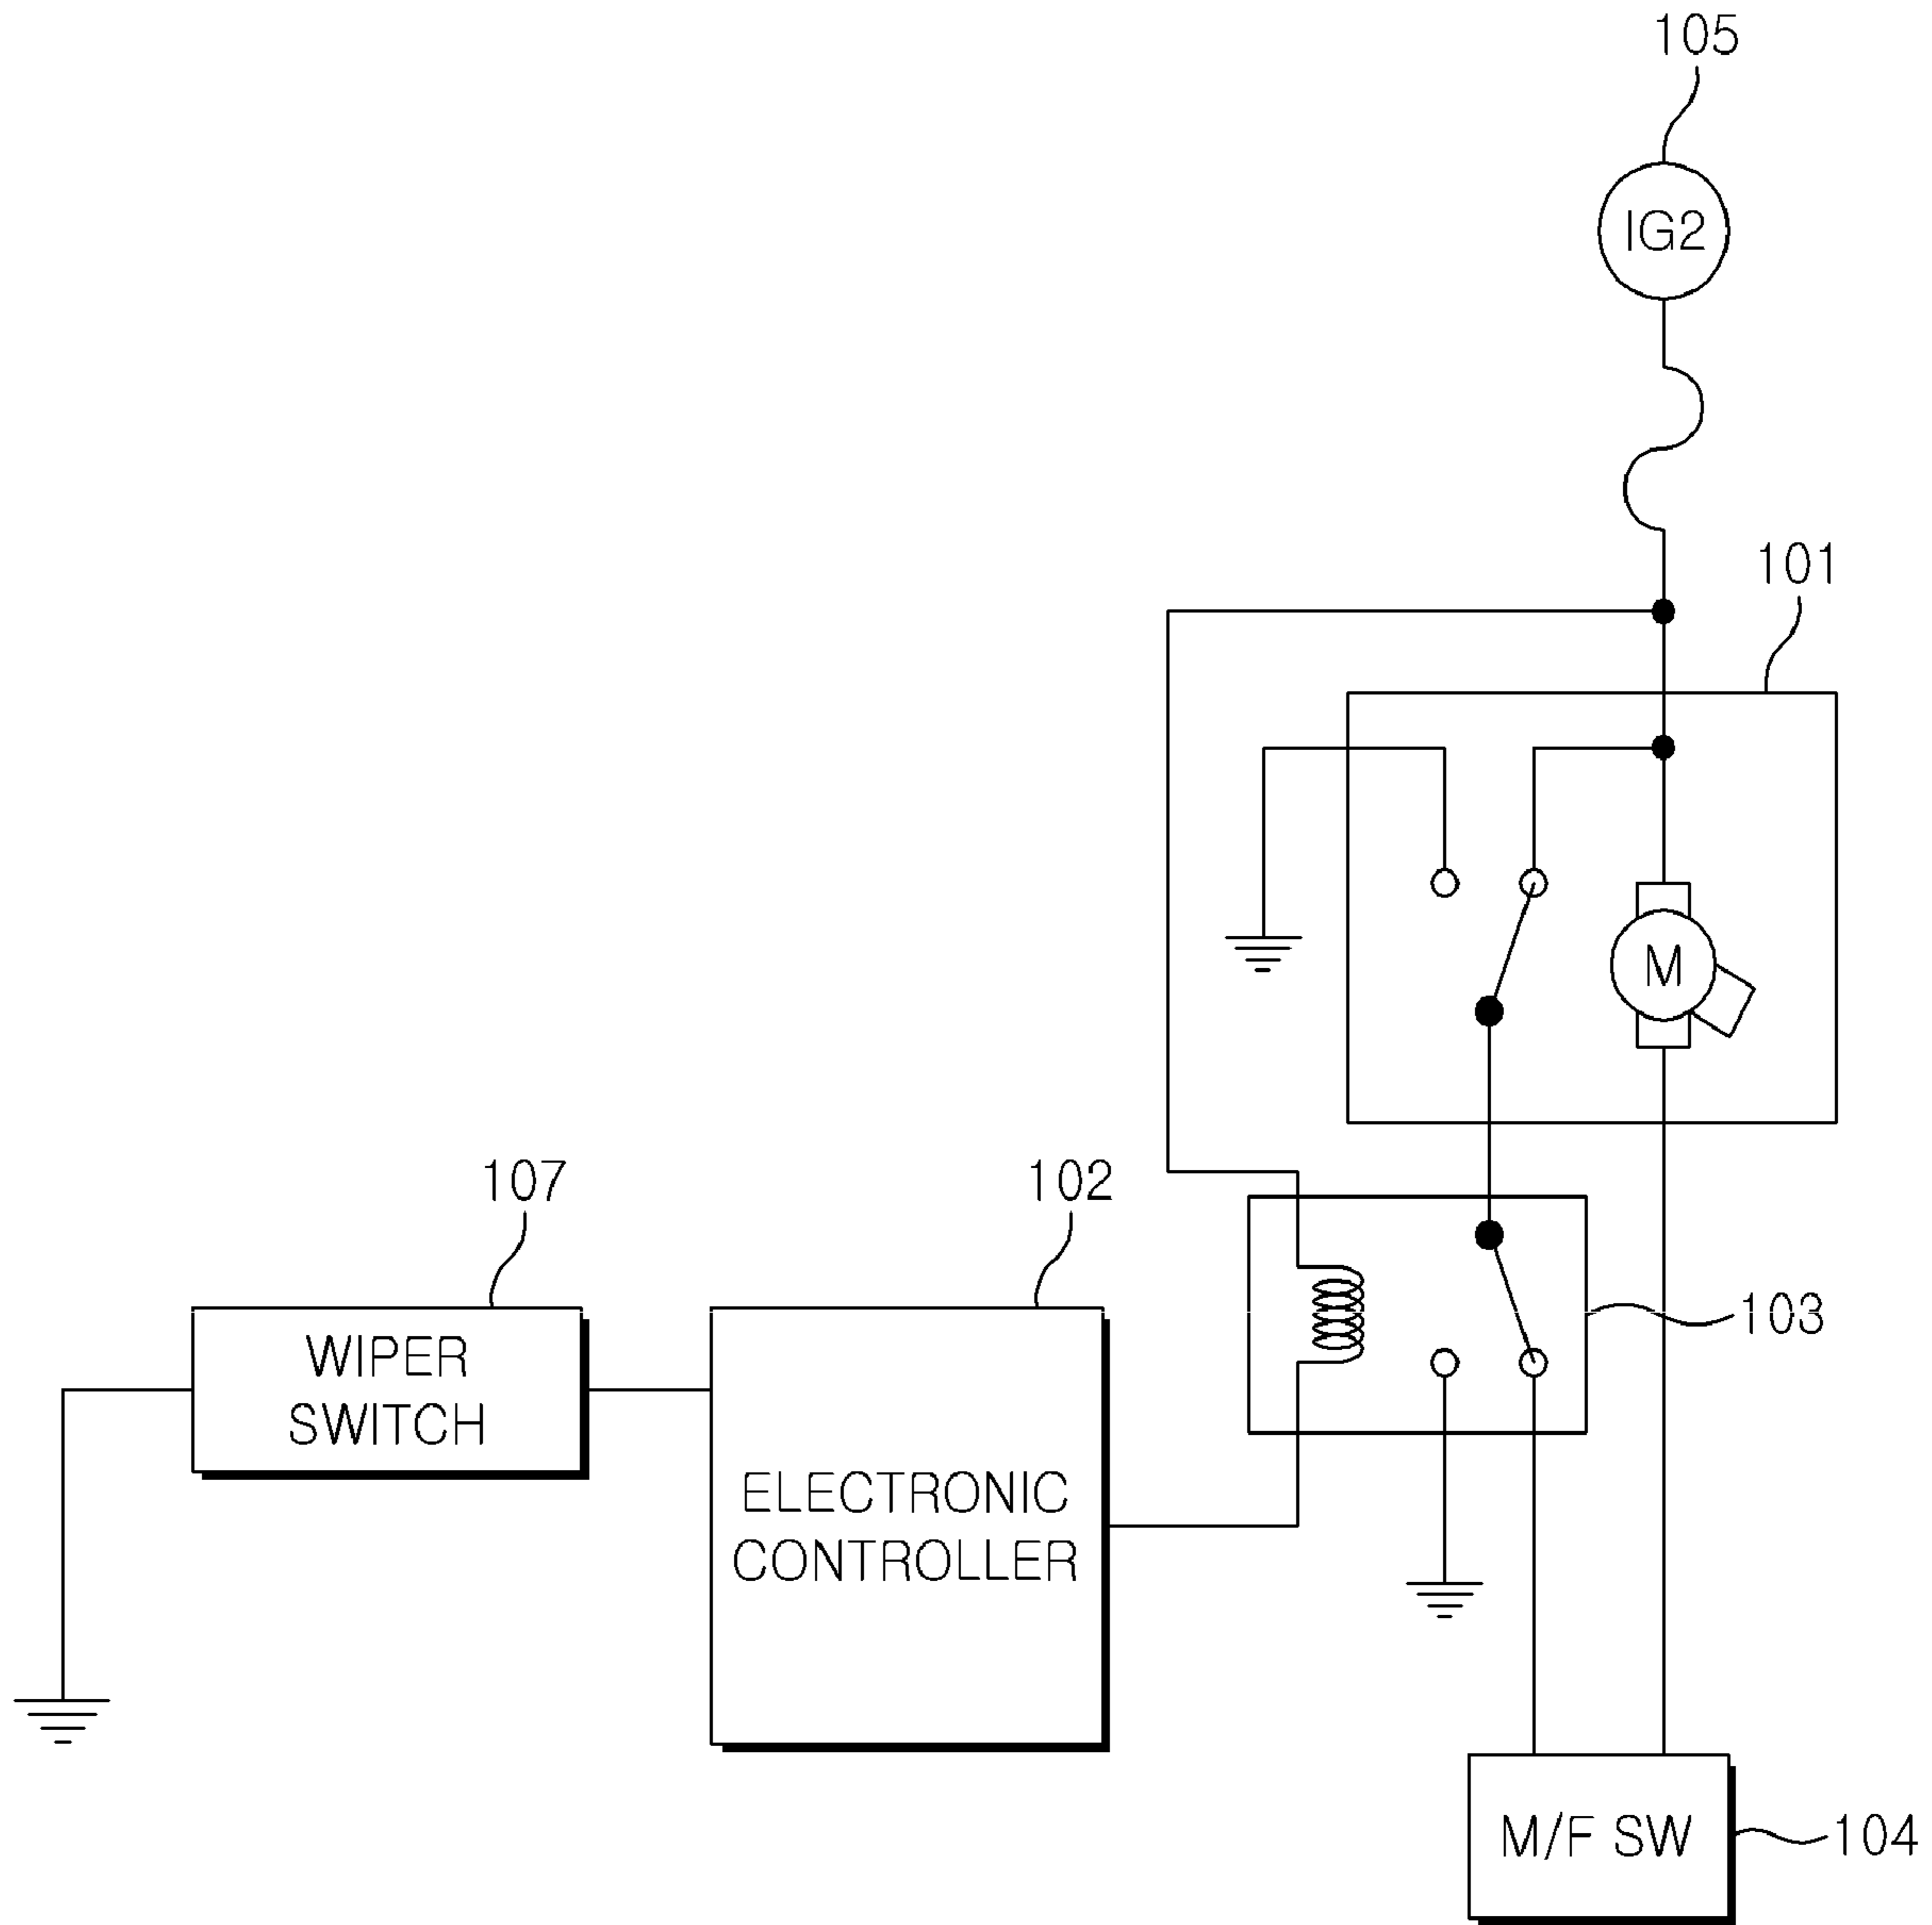 105
IG2
101
M
107
102
WIPER
SWITCH
103
ELECTRONIC
CONTROLLER
M/F SW
104